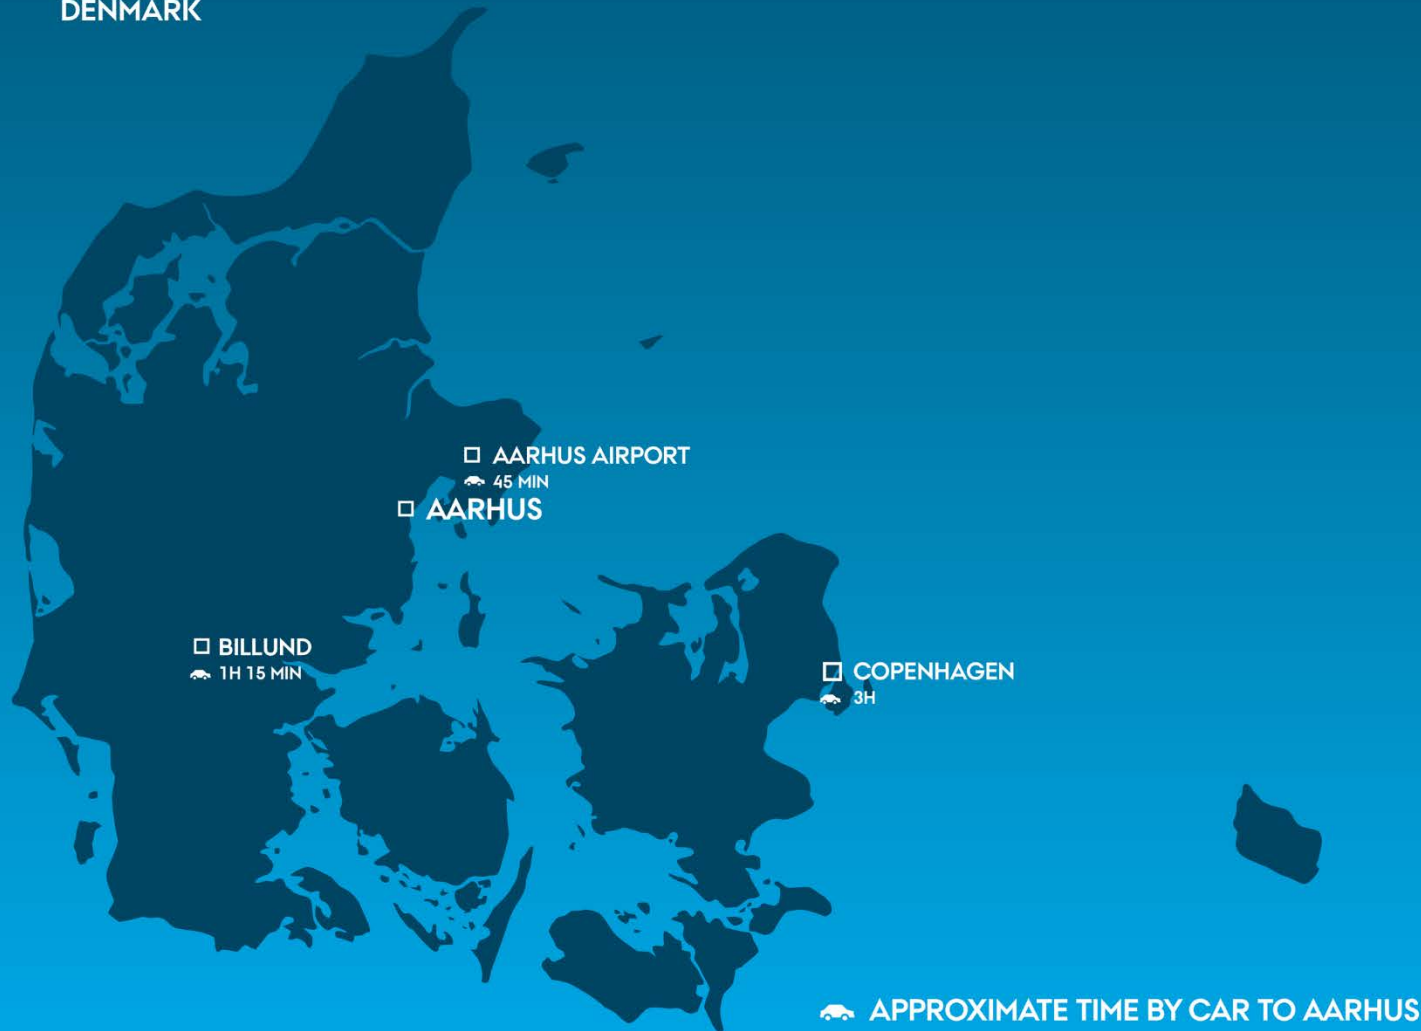 DENMARK
AARHUS AIRPORT
45 MIN
AARHUS
BILLUND
1H 15 MIN
COPENHAGEN
3H
APPROXIMATE TIME BY CAR TO AARHUS